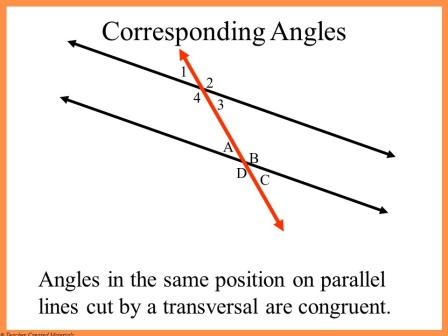 Corresponding Angles
1
2
4
3
A
B
D
C
Angles in the same position on parallel
lines cut by a transversal are congruent.
© Teacher Created Materials